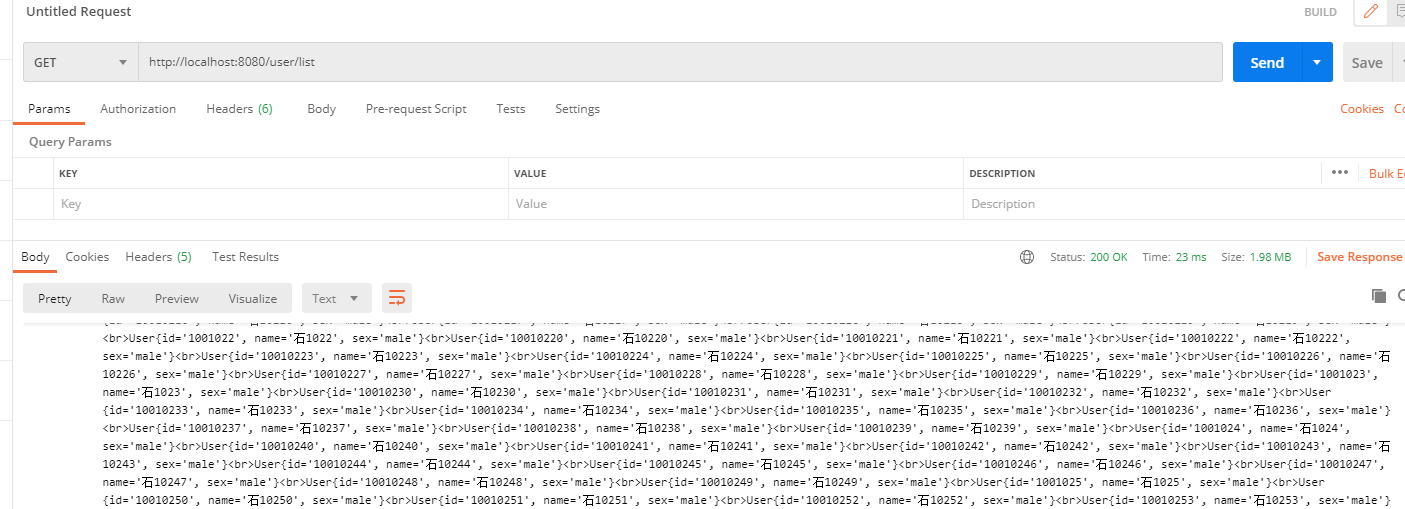 Untitled Request
BUILD
GET
http://localhost:8080/user/list
Send
Save
Params
Authorization
Headers (6)
Body
Pre-request Script
Tests
Settings
Cookies
Query Params
KEY
VALUE
DESCRIPTION
•••
Bulk E
Key
Value
Description
Body
Cookies
Headers (5)
Test Results
Status: 200 OK
Time: 23 ms
Size: 1.98 MB
Save Response
Pretty
Raw
Preview
Visualize
Text
<br>User{id='1001022', name='石1022', sex='male'}<br>User{id='10010220', name='石10220', sex='male'}<br>User{id='10010221', name='石10221', sex='male'}<br>User{id='10010222', name='石10222',
sex='male'}<br>User{id='10010223', name='石10223', sex='male'}<br>User{id='10010224', name='石10224', sex='male'}<br>User{id='10010225', name='石10225', sex='male'}<br>User{id='10010226', name='石
10226', sex='male'}<br>User{id='10010227', name='石10227', sex='male'}<br>User{id='10010228', name='石10228', sex='male'}<br>User{id='10010229', name='石10229', sex='male'}<br>User{id='1001023',
name='石1023', sex='male'}<br>User{id='10010230', name='石10230', sex='male'}<br>User{id='10010231', name='石10231', sex='male'}<br>User{id='10010232', name='石10232', sex='male'}<br>User
{id='10010233', name='石10233', sex='male'}<br>User{id='10010234', name='石10234', sex='male'}<br>User{id='10010235', name='石10235', sex='male'}<br>User{id='10010236', name='石10236', sex='male'}
<br>User{id='10010237', name='石10237', sex='male'}<br>User{id='10010238', name='石10238', sex='male'}<br>User{id='10010239', name='石10239', sex='male'}<br>User{id='1001024', name='石1024',
sex='male'}<br>User{id='10010240', name='石10240', sex='male'}<br>User{id='10010241', name='石10241', sex='male'}<br>User{id='10010242', name='石10242', sex='male'}<br>User{id='10010243', name='石
10243', sex='male'}<br>User{id='10010244', name='石10244', sex='male'}<br>User{id='10010245', name='石10245', sex='male'}<br>User{id='10010246', name='石10246', sex='male'}<br>User{id='10010247',
name='石10247', sex='male'}<br>User{id='10010248', name='石10248', sex='male'}<br>User{id='10010249', name='石10249', sex='male'}<br>User{id='1001025', name='石1025', sex='male'}<br>User
{id='10010250', name='石10250', sex='male'}<br>User{id='10010251', name='石10251', sex='male'}<br>User{id='10010252', name='石10252', sex='male'}<br>User{id='10010253', name='石10253', sex='male'}